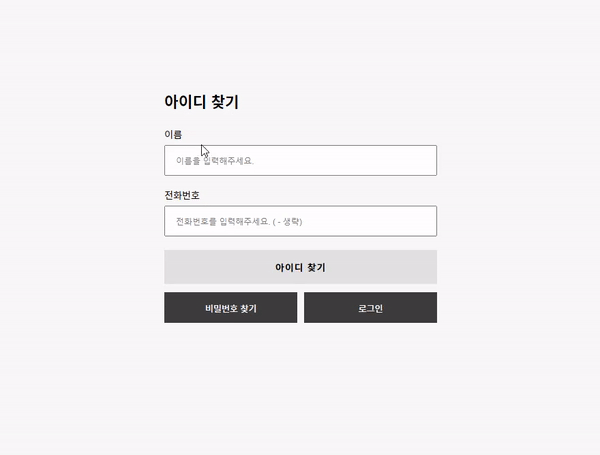 아이디 찾기
이름
이름을 입력해주세요.
전화번호
전화번호를 입력해주세요. ( - 생략)
아이디 찾기
비밀번호 찾기
로그인